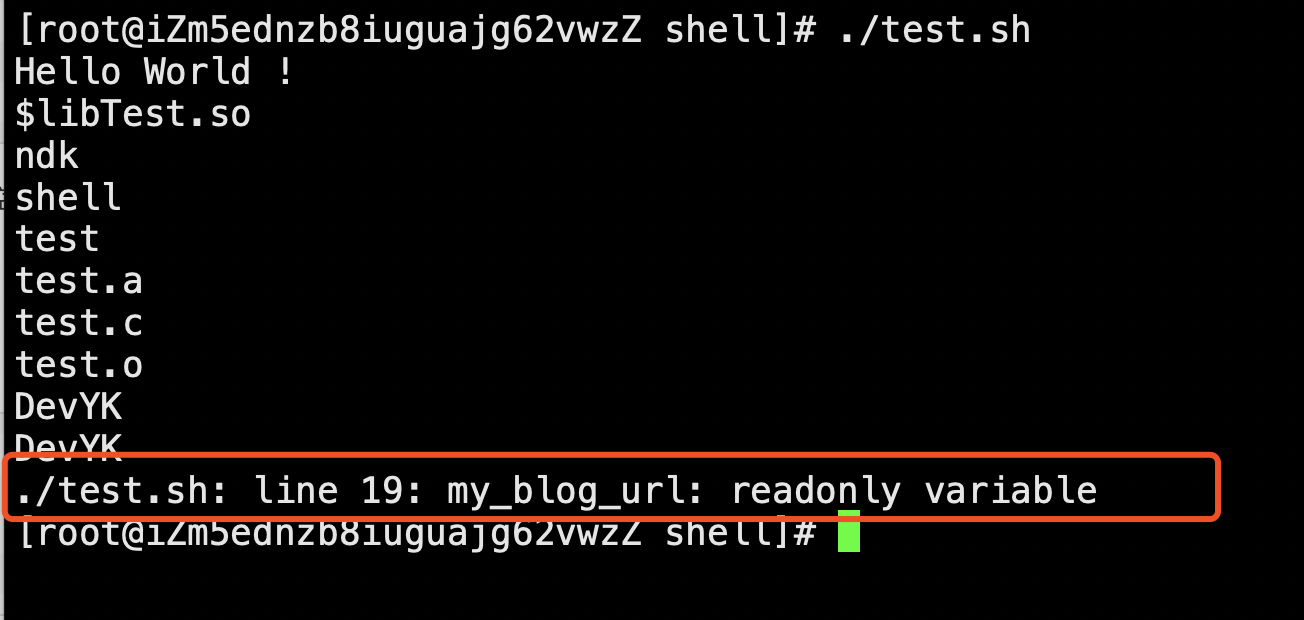 [root@iZm5ednzb8iuguajg62vwzZ shell]# ./test.sh
Hello World !
$libTest.so
ndk
shell
test
test.a
test.c
test.o
DevYK
DevYK
./test.sh: line 19: my_blog_url: readonly variable
[root@iZm5ednzb8iuguajg62vwzZ shell]#